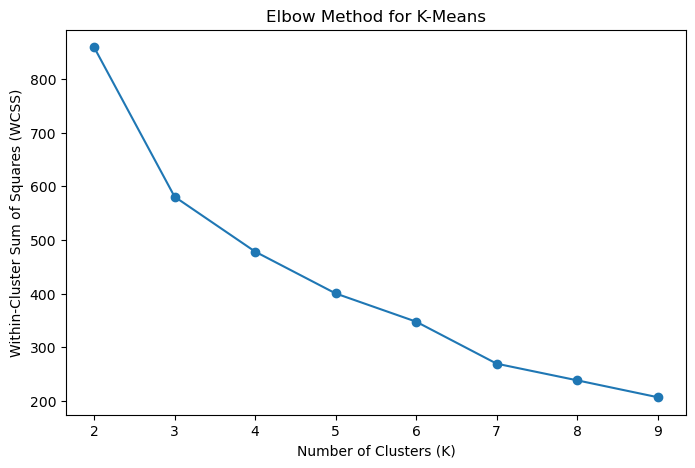 Elbow Method for K-Means
Within-Cluster Sum of Squares (WCSS)
800
700
600
500
400
300
200
2 3 4 5 6 7 8 9
Number of Clusters (K)